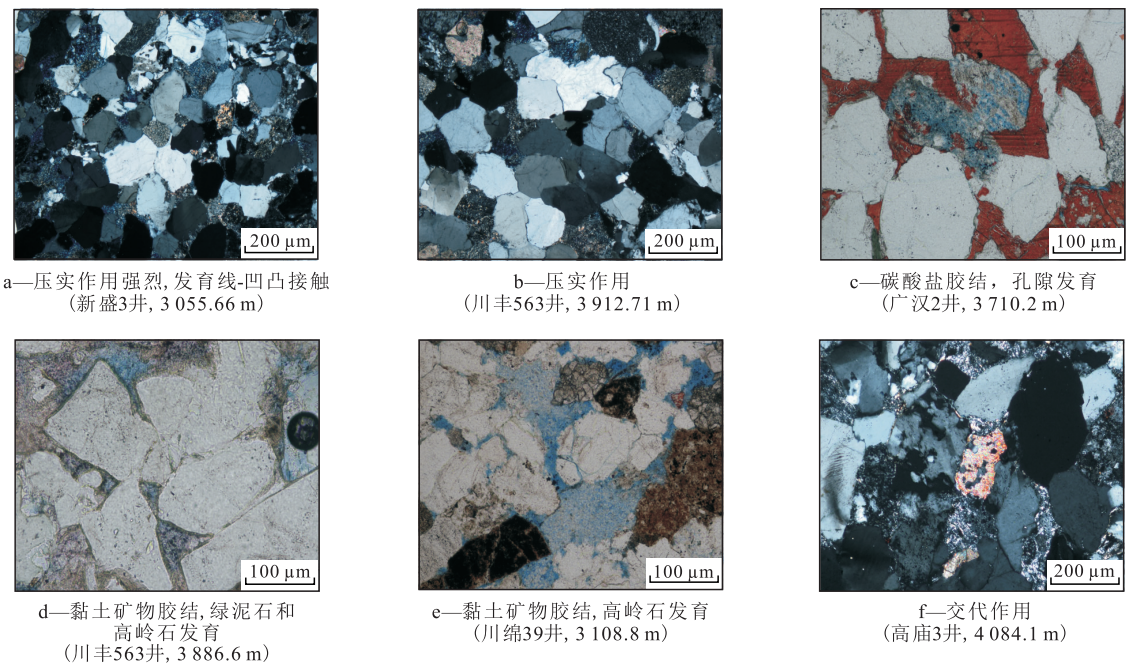 200 μm
200 μm
100 μm
a—压实作用强烈,发育线-凹凸接触
(新盛3井, 3 055.66 m)
b—压实作用
(川丰563井, 3 912.71 m)
c—碳酸盐胶结，孔隙发育
(广汉2井, 3 710.2 m)
100 μm
100 μm
200 μm
d—黏土矿物胶结,绿泥石和
高岭石发育
(川丰563井, 3 886.6 m)
e—黏土矿物胶结,高岭石发育
(川绵39井, 3 108.8 m)
f—交代作用
(高庙3井, 4 084.1 m)